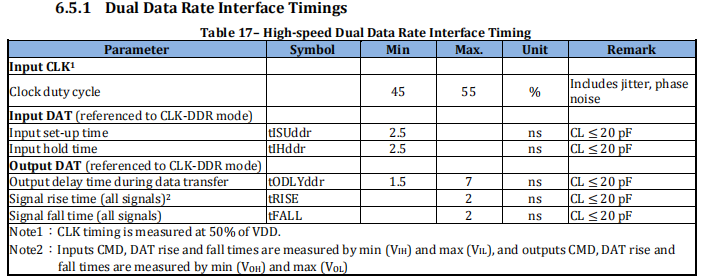 6.5.1 Dual Data Rate Interface Timings
Table 17– High-speed Dual Data Rate Interface Timing
Parameter Symbol Min Max. Unit Remark
Input CLK¹
Clock duty cycle 45 55 % Includes jitter, phase noise
Input DAT (referenced to CLK-DDR mode)
Input set-up time tISUddr 2.5 ns CL ≤ 20 pF
Input hold time tIHddr 2.5 ns CL ≤ 20 pF
Output DAT (referenced to CLK-DDR mode)
Output delay time during data transfer tODLYddr 1.5 7 ns CL ≤ 20 pF
Signal rise time (all signals)² tRISE 2 ns CL ≤ 20 pF
Signal fall time (all signals) tFALL 2 ns CL ≤ 20 pF
Note1：CLK timing is measured at 50% of VDD.
Note2：Inputs CMD, DAT rise and fall times are measured by min (VIH) and max (VIL), and outputs CMD, DAT rise and
fall times are measured by min (VOH) and max (VOL)